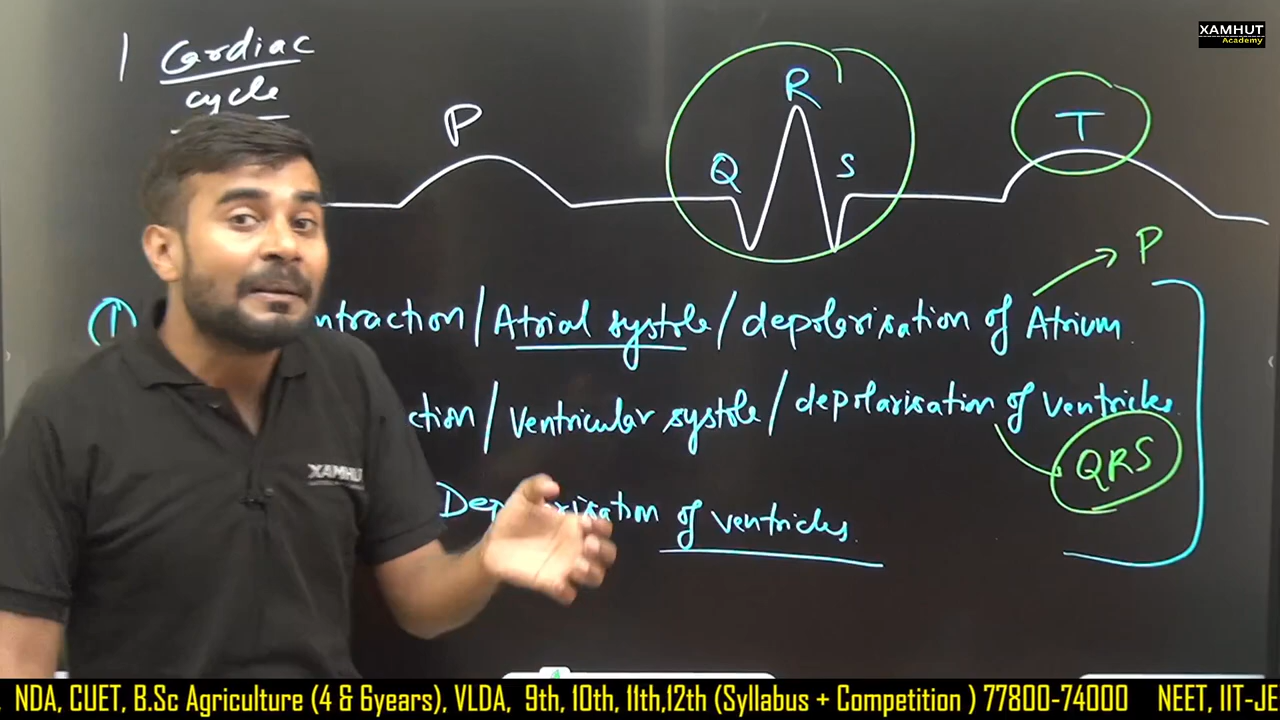 Cardiac
cycle
XAMHUT
Academy
P
Q
R
S
T
P
ntraction / Atrial systole / depolarisation of Atrium
ction / ventricular systole / depolarisation of ventricles
QRS
Depolarisation of ventricles
XAMHU
NDA, CUET, B.Sc Agriculture (4 & 6years), VLDA, 9th, 10th, 11th,12th (Syllabus + Competition ) 77800-74000 NEET, IIT-JE